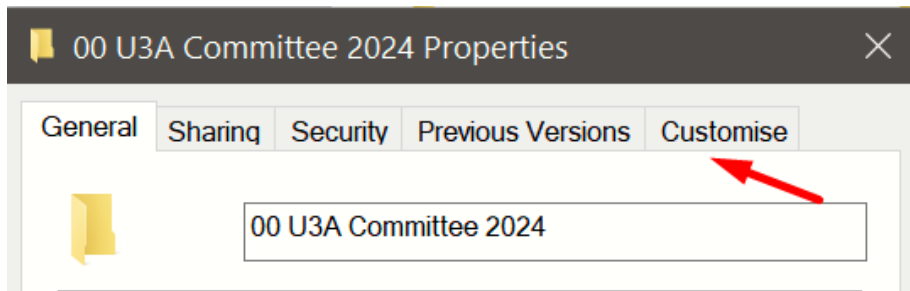 00 U3A Committee 2024 Properties
General Sharing Security Previous Versions Customise
00 U3A Committee 2024